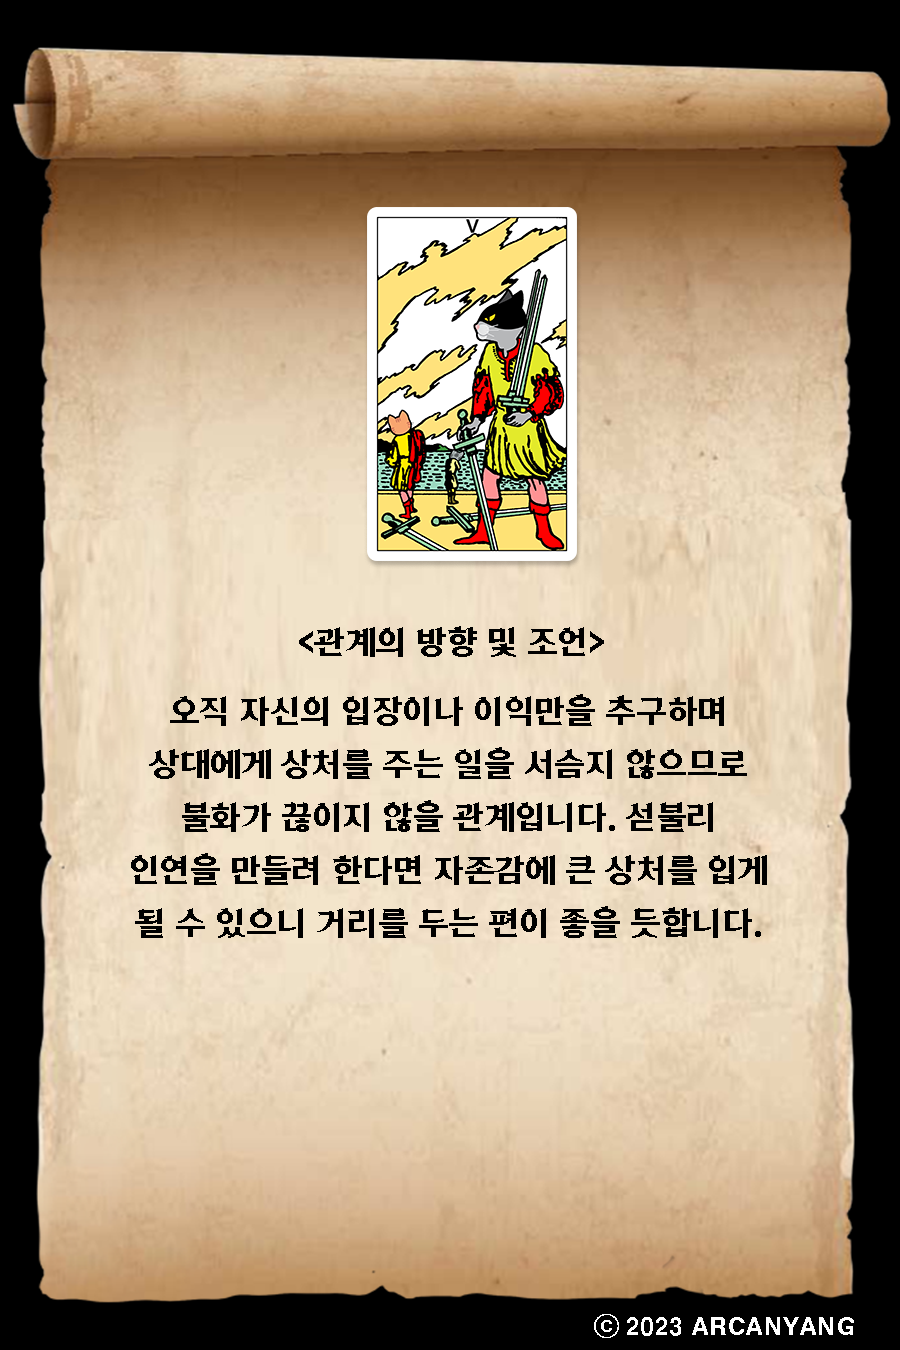 V
<관계의 방향 및 조언>
오직 자신의 입장이나 이익만을 추구하며
상대에게 상처를 주는 일을 서슴지 않으므로
불화가 끊이지 않을 관계입니다. 섣불리
인연을 만들려 한다면 자존감에 큰 상처를 입게
될 수 있으니 거리를 두는 편이 좋을 듯합니다.
ⓒ 2023 ARCANYANG